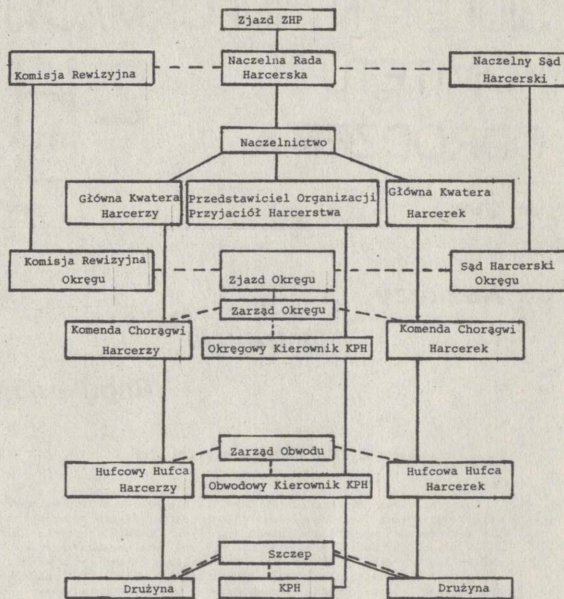 Zjazd ZHP
Komisja Rewizyjna
Naczelna Rada
Harcerska
Naczelny Sąd
Harcerski
Naczelnictwo
Główna Kwatera
Harcerzy
Przedstawiciel Organizacji
Przyjaciół Harcerstwa
Główna Kwatera
Harcerek
Komisja Rewizyjna
Okręgu
Zjazd Okręgu
Sąd Harcerski
Okręgu
Zarząd Okręgu
Komenda Chorągwi
Harcerzy
Okręgowy Kierownik KPH
Komenda Chorągwi
Harcerek
Zarząd Obwodu
Hufcowy Hufca
Harcerzy
Obwodowy Kierownik KPH
Hufcowa Hufca
Harcerek
Szczep
Drużyna
KPH
Drużyna